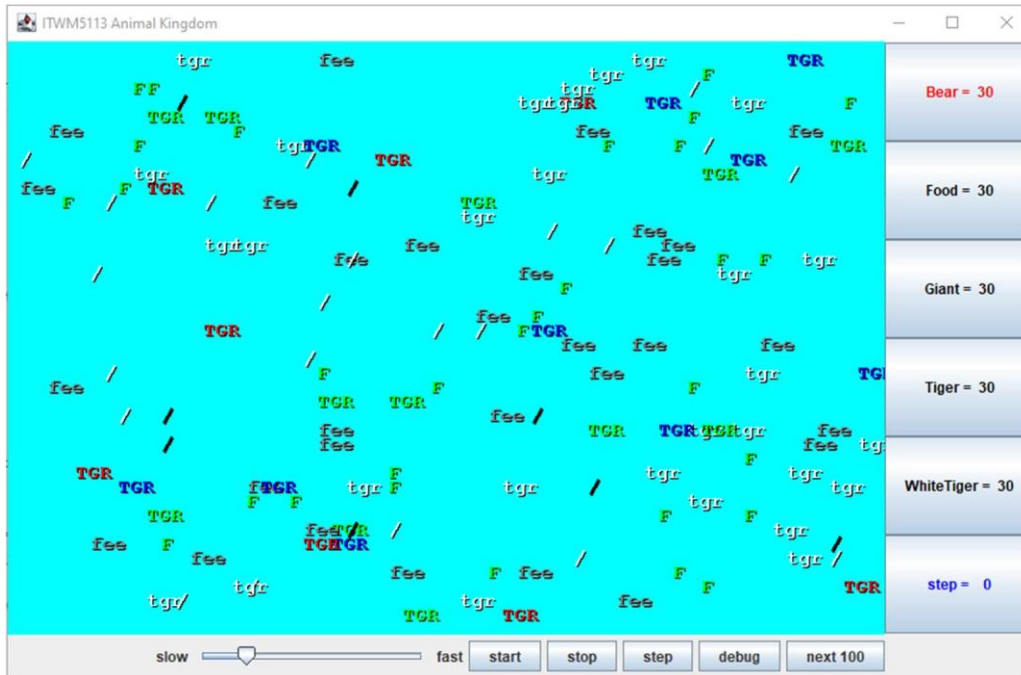 ITWM5113 Animal Kingdom
tgr fee tgr TGR
tgr F
FF tgr /
/ tgr tgr TGR TGR tgr F
TGR TGR F
fee F fee fee
F tgr TGR F F / TGR
/ / TGR TGR
tgr tgr TGR /
fee F TGR /
F / / fee TGR
tgr
/ fee
tgr tgr fee / fee
fee / fee F F tgr
/ fee tgr
F
/
fee F
TGR / / F TGR
fee fee fee
/
/ F fee tgr
fee F F
TGR TGR
/ / fee /
fee TGR TGR TGR tgr fee
/ fee fee
F
TGR F tgr tgr
TGR fee TGR tgr F tgr / tgr
F F tgr
TGR F F
fee TGR / / tgr
fee F TGR TGR /
fee / tgr /
fee F fee F
tgr / F TGR
tgr / tgr fee
TGR TGR
Bear = 30
Food = 30
Giant = 30
Tiger = 30
WhiteTiger = 30
step = 0
slow fast start stop step debug next 100